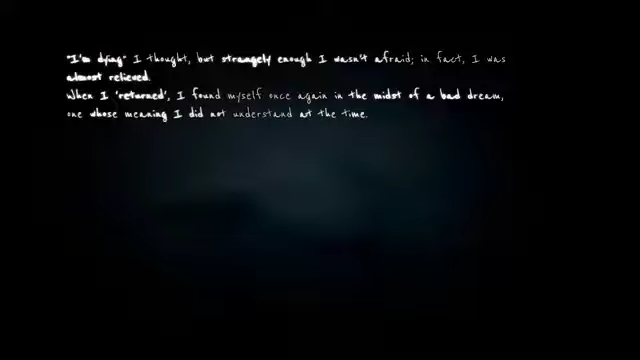 "I'm dying" I thought, but strangely enough I wasn't afraid; in fact, I was
almost relieved.
When I 'returned', I found myself once again in the midst of a bad dream,
one whose meaning I did not understand at the time.